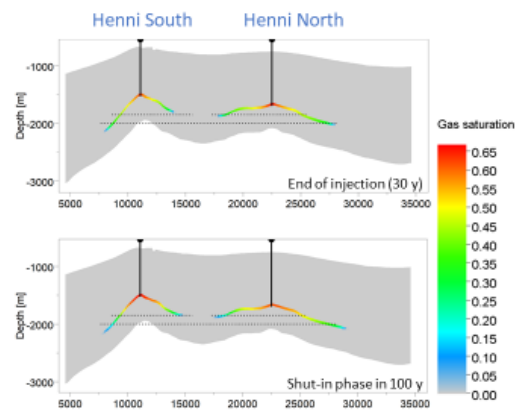 Henni South Henni North
-1000
-2000
-3000
Depth [m]
End of injection (30 y)
5000 10000 15000 20000 25000 30000 35000
-1000
-2000
-3000
Depth [m]
Shut-in phase in 100 y
5000 10000 15000 20000 25000 30000 35000
Gas saturation
0.65
0.60
0.55
0.50
0.45
0.40
0.35
0.30
0.25
0.20
0.15
0.10
0.05
0.00